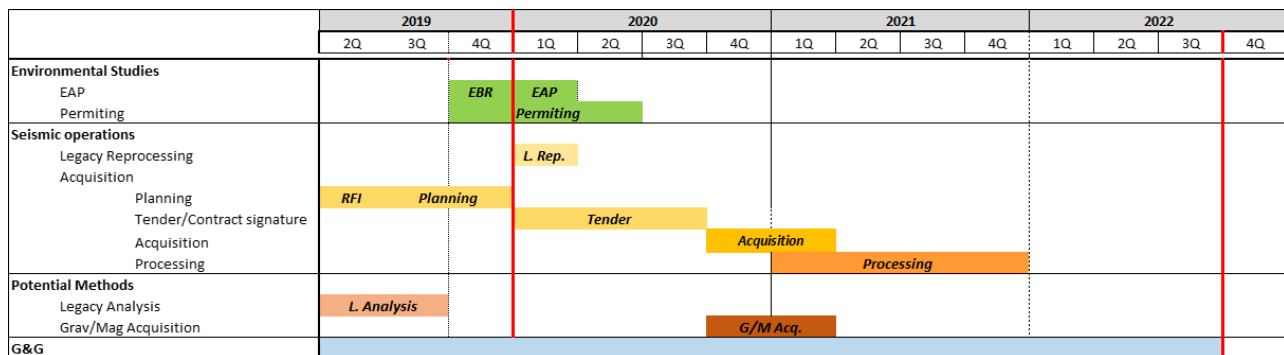 2019 2020 2021 2022
2Q 3Q 4Q 1Q 2Q 3Q 4Q 1Q 2Q 3Q 4Q 1Q 2Q 3Q 4Q
Environmental Studies
EAP EBR EAP
Permiting Permiting
Seismic operations
Legacy Reprocessing L. Rep.
Acquisition
Planning RFI Planning
Tender/Contract signature Tender
Acquisition Acquisition
Processing Processing
Potential Methods
Legacy Analysis L. Analysis
Grav/Mag Acquisition G/M Acq.
G&G